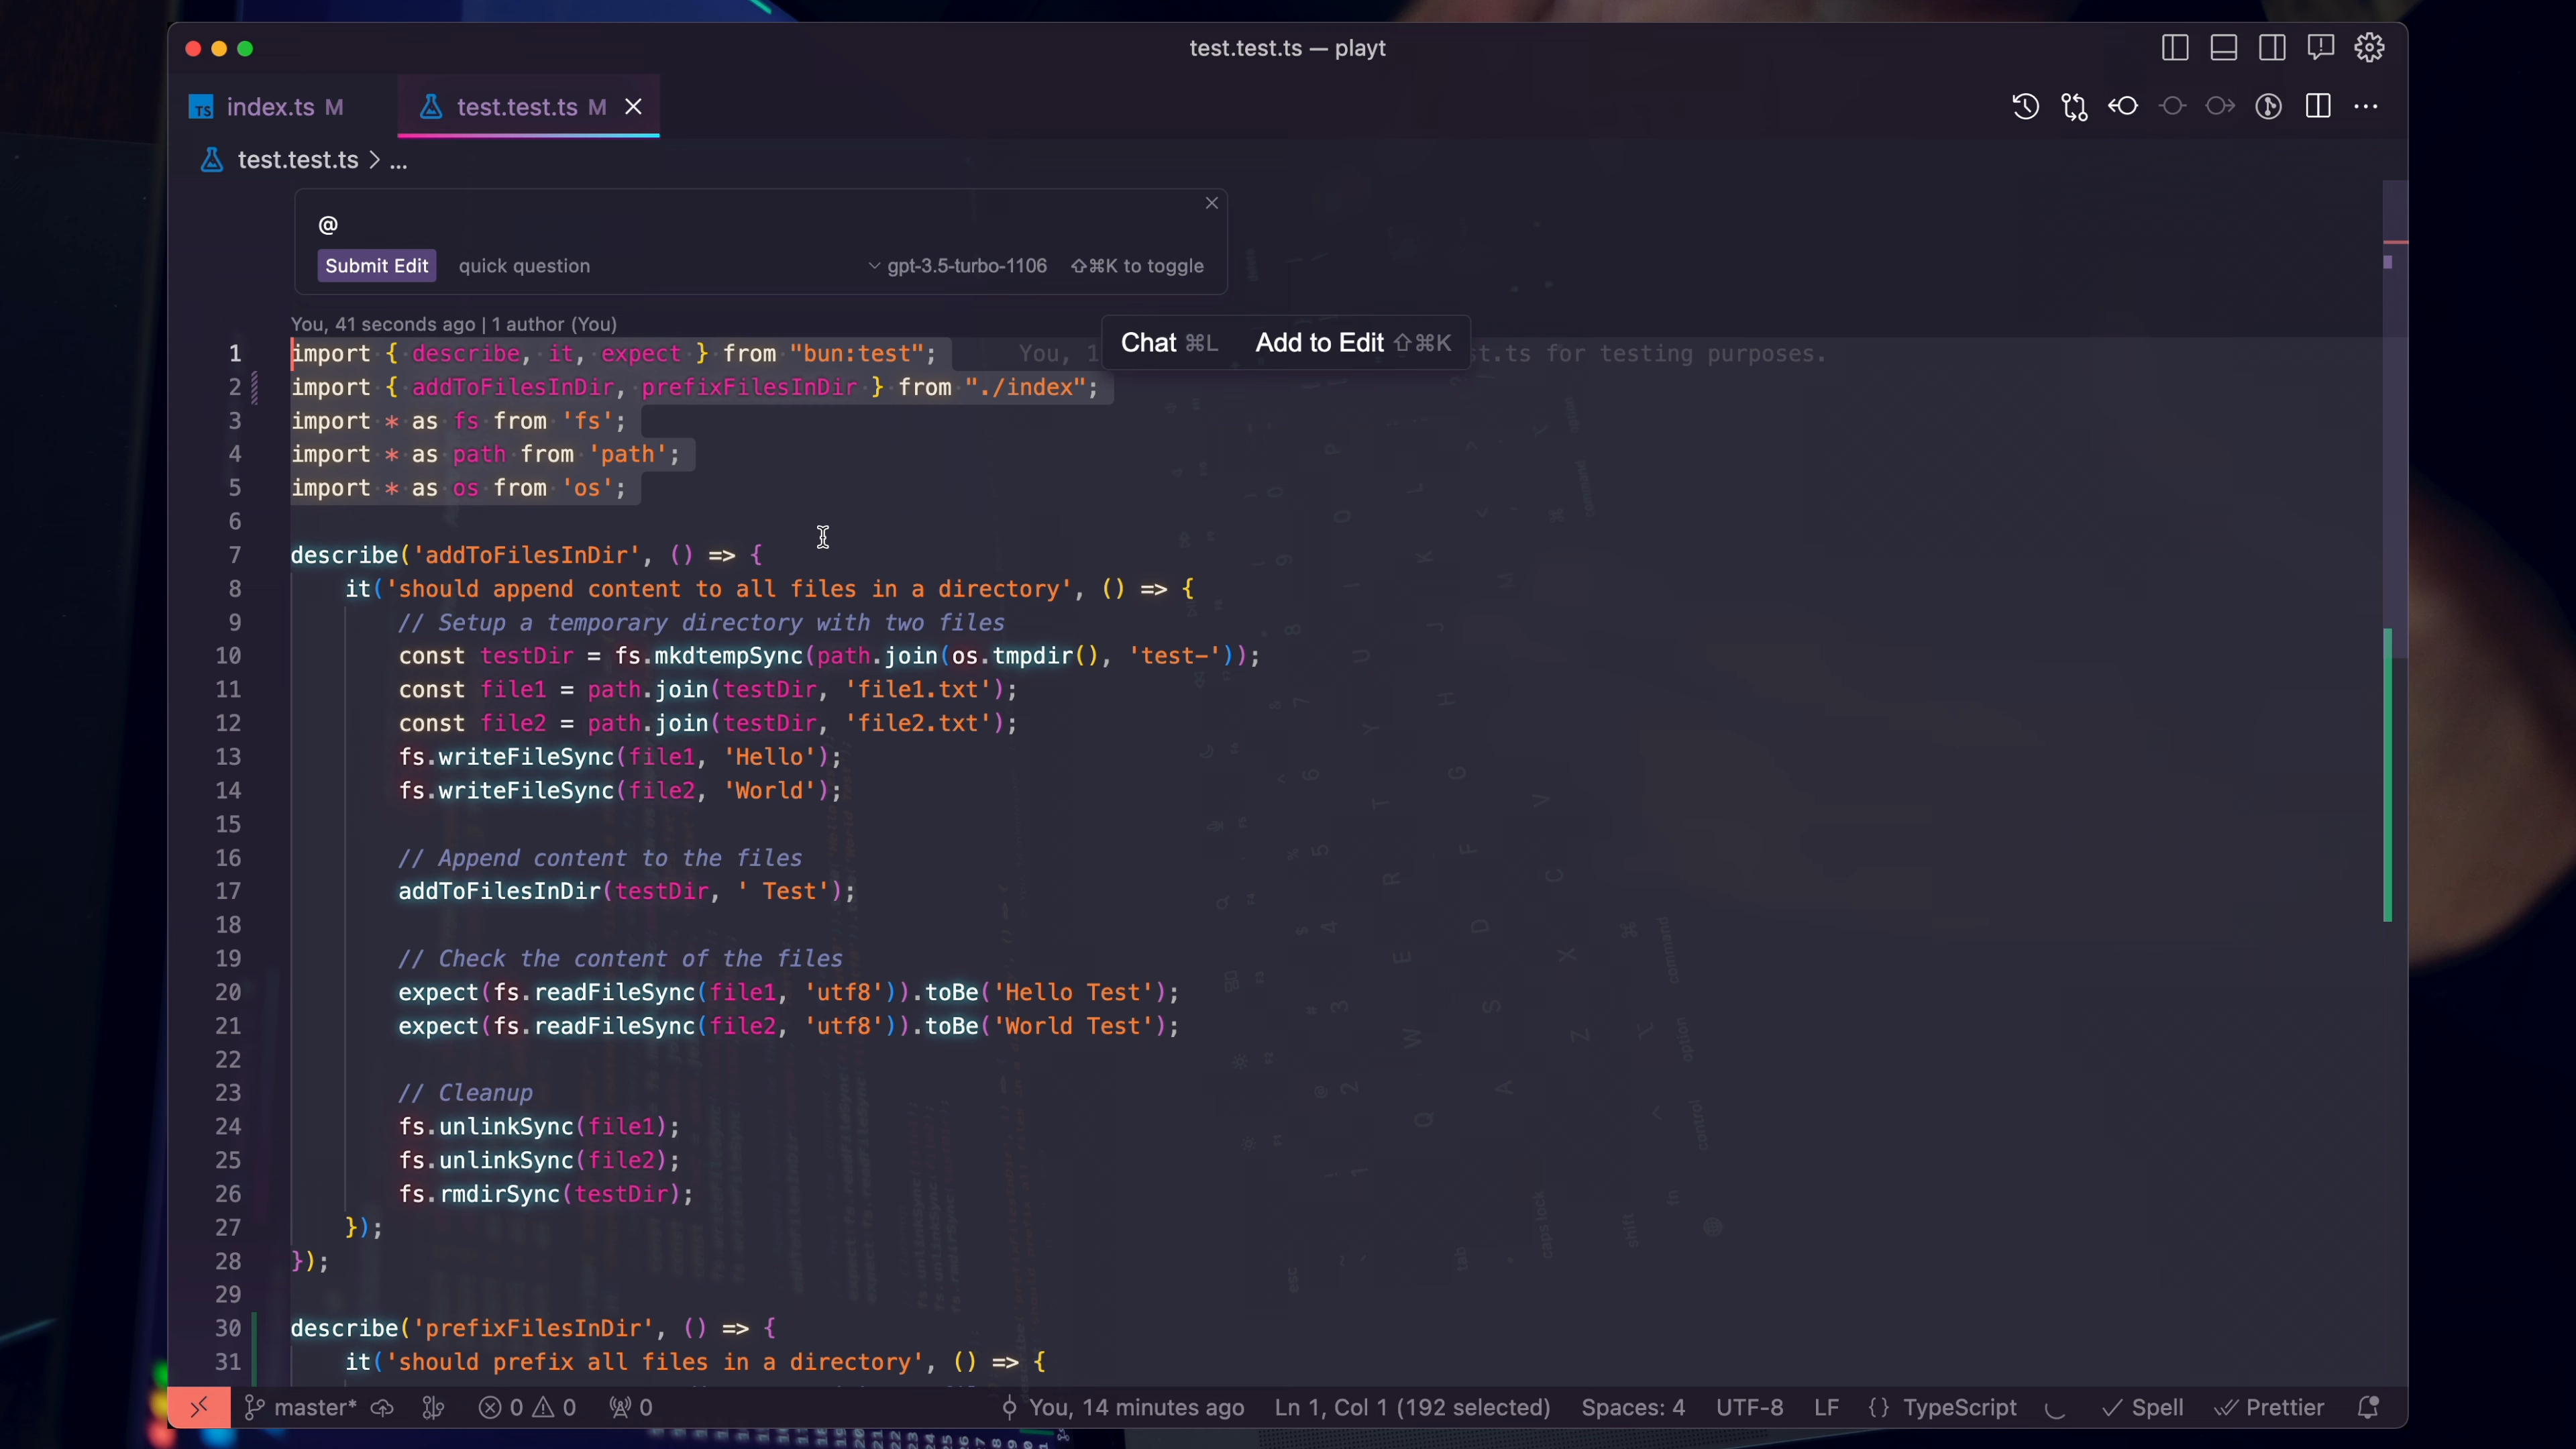 test.test.ts — playt
index.ts M
test.test.ts M
test.test.ts > ...
@
Submit Edit quick question gpt-3.5-turbo-1106 ⇧⌘K to toggle
You, 41 seconds ago | 1 author (You)
Chat ⌘L Add to Edit ⇧⌘K
1 import { describe, it, expect } from "bun:test"; You, 1 st.ts for testing purposes.
2 import { addToFilesInDir, prefixFilesInDir } from "./index";
3 import * as fs from 'fs';
4 import * as path from 'path';
5 import * as os from 'os';
6
7 describe('addToFilesInDir', () => {
8 it('should append content to all files in a directory', () => {
9 // Setup a temporary directory with two files
10 const testDir = fs.mkdtempSync(path.join(os.tmpdir(), 'test-'));
11 const file1 = path.join(testDir, 'file1.txt');
12 const file2 = path.join(testDir, 'file2.txt');
13 fs.writeFileSync(file1, 'Hello');
14 fs.writeFileSync(file2, 'World');
15
16 // Append content to the files
17 addToFilesInDir(testDir, ' Test');
18
19 // Check the content of the files
20 expect(fs.readFileSync(file1, 'utf8')).toBe('Hello Test');
21 expect(fs.readFileSync(file2, 'utf8')).toBe('World Test');
22
23 // Cleanup
24 fs.unlinkSync(file1);
25 fs.unlinkSync(file2);
26 fs.rmdirSync(testDir);
27 });
28 });
29
30 describe('prefixFilesInDir', () => {
31 it('should prefix all files in a directory', () => {
master* 0 0 0 You, 14 minutes ago Ln 1, Col 1 (192 selected) Spaces: 4 UTF-8 LF {} TypeScript Spell Prettier